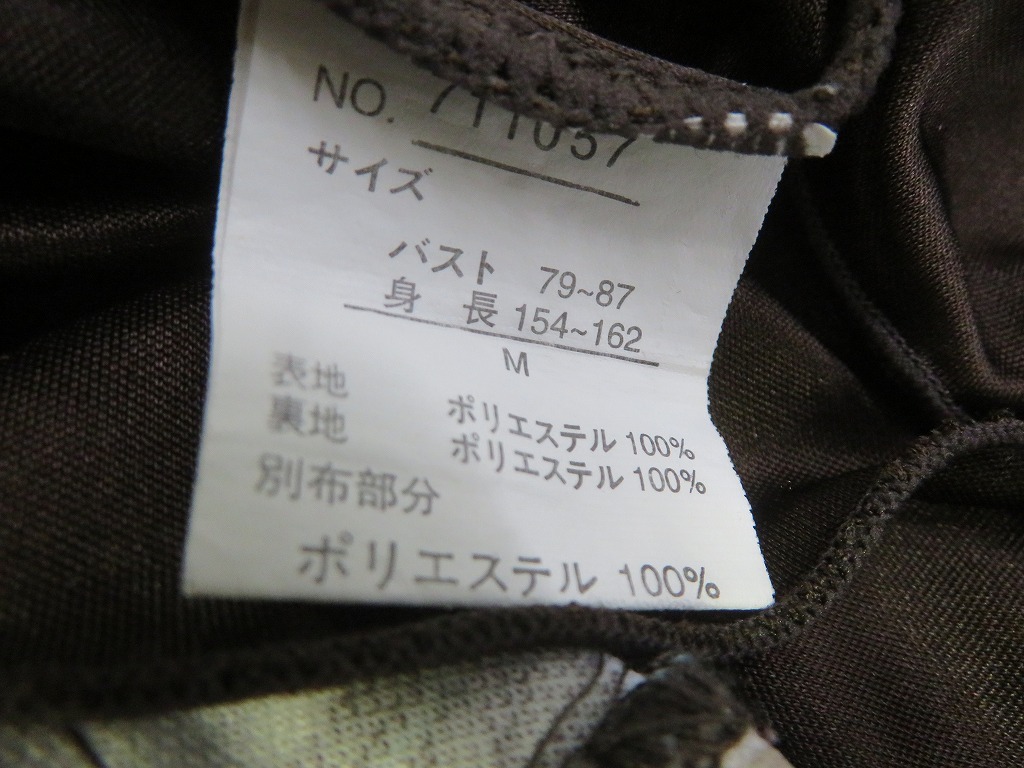 NO. 711057
サイズ
バスト 79~87
身 長 154~162
M
表地 ポリエステル 100%
裏地 ポリエステル 100%
別布部分
ポリエステル 100%